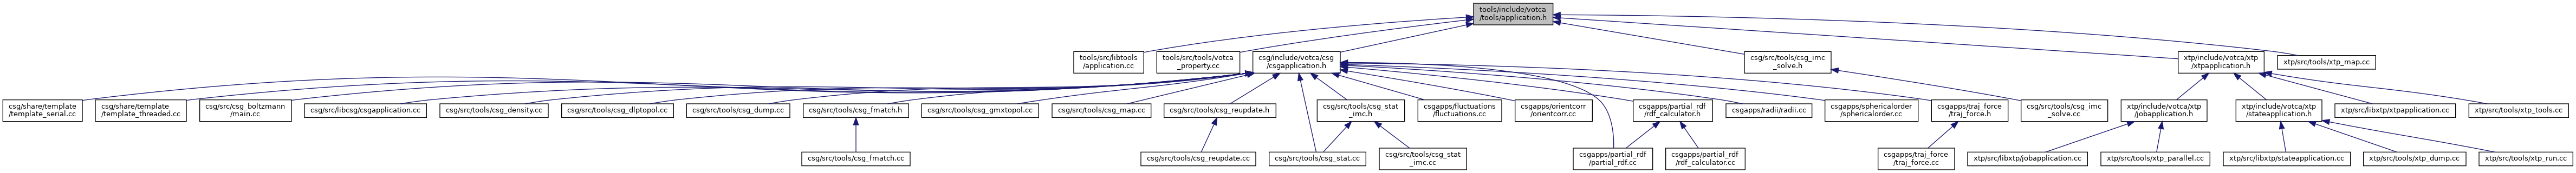 tools/include/votca
/tools/application.h
tools/src/libtools
/application.cc
tools/src/tools/votca
_property.cc
csg/include/votca/csg
/csgapplication.h
csg/src/tools/csg_imc
_solve.h
xtp/include/votca/xtp
/xtpapplication.h
xtp/src/tools/xtp_map.cc
csg/share/template
/template_serial.cc
csg/share/template
/template_threaded.cc
csg/src/csg_boltzmann
/main.cc
csg/src/libcsg/csgapplication.cc
csg/src/tools/csg_density.cc
csg/src/tools/csg_dlptopol.cc
csg/src/tools/csg_dump.cc
csg/src/tools/csg_fmatch.h
csg/src/tools/csg_gmxtopol.cc
csg/src/tools/csg_map.cc
csg/src/tools/csg_reupdate.h
csg/src/tools/csg_stat
_imc.h
csgapps/fluctuations
/fluctuations.cc
csgapps/orientcorr
/orientcorr.cc
csgapps/partial_rdf
/rdf_calculator.h
csgapps/radii/radii.cc
csgapps/sphericalorder
/sphericalorder.cc
csgapps/traj_force
/traj_force.h
csg/src/tools/csg_imc
_solve.cc
xtp/include/votca/xtp
/jobapplication.h
xtp/include/votca/xtp
/stateapplication.h
xtp/src/libxtp/xtpapplication.cc
xtp/src/tools/xtp_tools.cc
csg/src/tools/csg_fmatch.cc
csg/src/tools/csg_reupdate.cc
csg/src/tools/csg_stat.cc
csg/src/tools/csg_stat
_imc.cc
csgapps/partial_rdf
/partial_rdf.cc
csgapps/partial_rdf
/rdf_calculator.cc
csgapps/traj_force
/traj_force.cc
xtp/src/libxtp/jobapplication.cc
xtp/src/tools/xtp_parallel.cc
xtp/src/libxtp/stateapplication.cc
xtp/src/tools/xtp_dump.cc
xtp/src/tools/xtp_run.cc